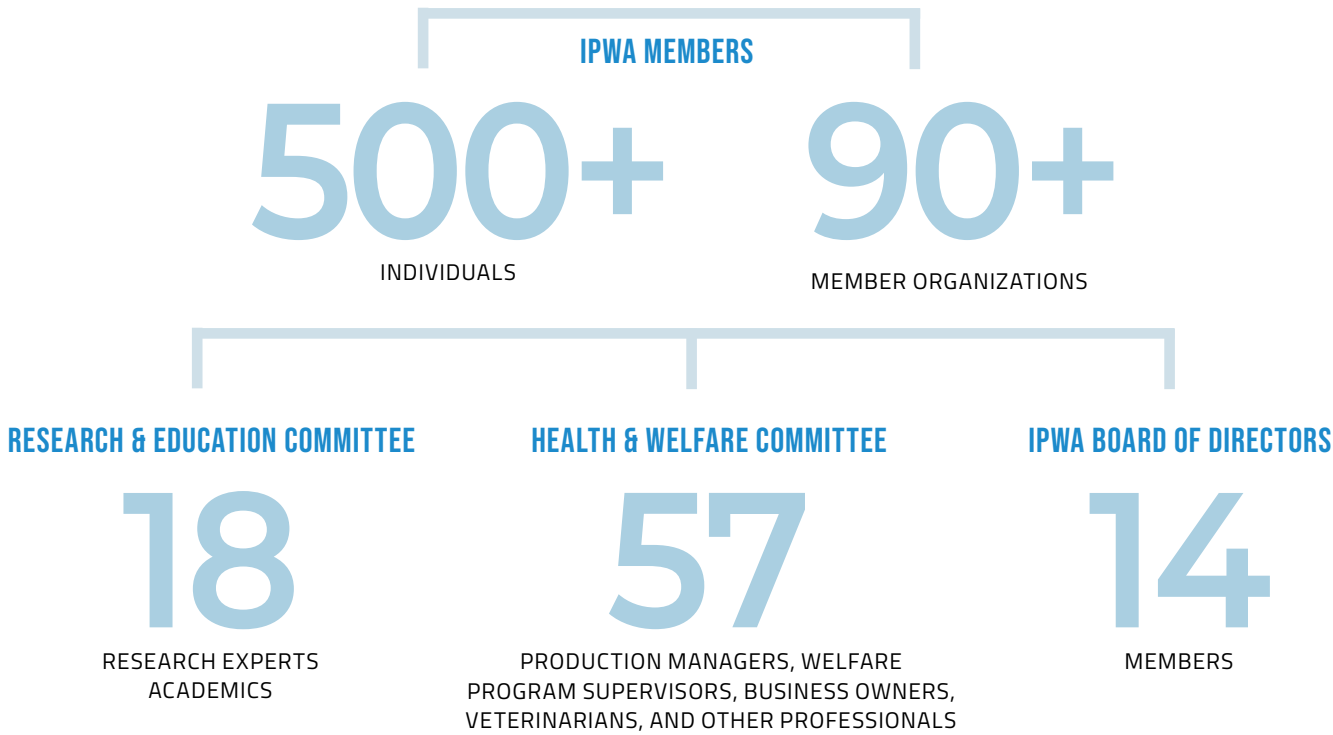 IPWA MEMBERS
500+
INDIVIDUALS
90+
MEMBER ORGANIZATIONS
RESEARCH & EDUCATION COMMITTEE
18
RESEARCH EXPERTS
ACADEMICS
HEALTH & WELFARE COMMITTEE
57
PRODUCTION MANAGERS, WELFARE
PROGRAM SUPERVISORS, BUSINESS OWNERS,
VETERINARIANS, AND OTHER PROFESSIONALS
IPWA BOARD OF DIRECTORS
14
MEMBERS